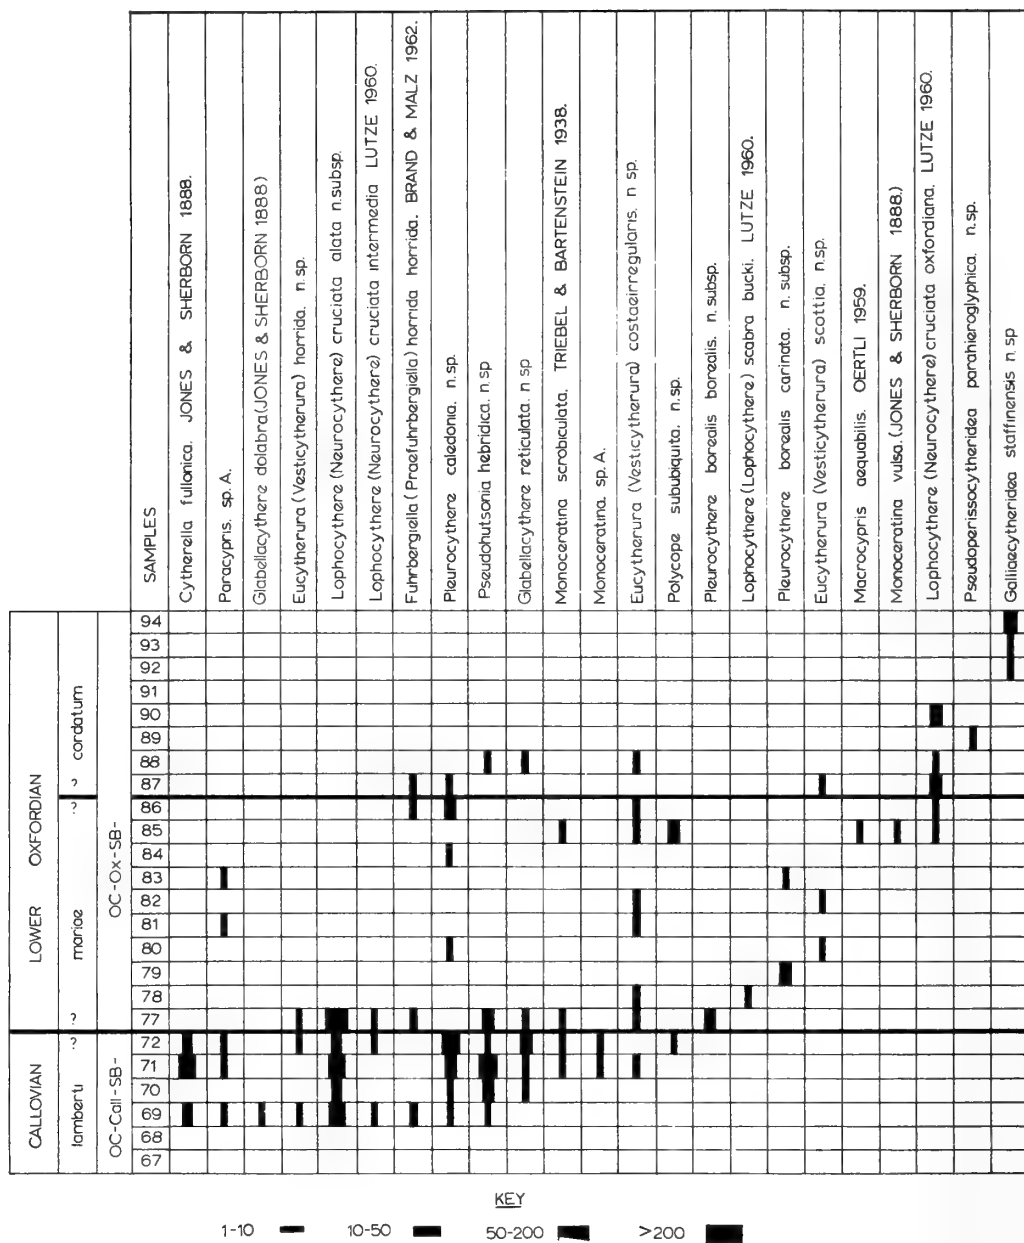 SAMPLES
Cytherella fullonica. JONES & SHERBORN 1888.
Paracypris. sp. A.
Glabellacythere dolabra (JONES & SHERBORN 1888)
Eucytherura (Vesticytherura) horrida. n.sp.
Lophocythere (Neurocythere) cruciata alata n.subsp.
Lophocythere (Neurocythere) cruciata intermedia LUTZE 1960.
Fuhrbergiella (Praefuhrbergiella) horrida horrida. BRAND & MALZ 1962.
Pleurocythere caledonia. n.sp.
Pseudohutsonia hebridica. n.sp
Glabellacythere reticulata. n sp
Monoceratina scrobiculata. TRIEBEL & BARTENSTEIN 1938.
Monoceratina. sp A.
Eucytherura (Vesticytherura) costaeirregularis. n sp.
Polycope sububiquita. n.sp.
Pleurocythere borealis borealis. n.subsp.
Lophocythere (Lophocythere) scabra bucki. LUTZE 1960.
Pleurocythere borealis carinata. n. subsp.
Eucytherura (Vesticytherura) scottia. n.sp
Macrocypris aequabilis. OERTLI 1959.
Monoceratina vulsa. (JONES & SHERBORN 1888.)
Lophocythere (Neurocythere) cruciata oxfordiana. LUTZE 1960.
Pseudoperissocytheridea parahieroglyphica. n.sp.
Galliaecytheridea staffinensis n. sp
LOWER OXFORDIAN
cordatum
?
?
mariae
?
OC-Ox-SB-
94
93
92
91
90
89
88
87
86
85
84
83
82
81
80
79
78
77
CALLOVIAN
?
lamberti
OC-Call-SB-
72
71
70
69
68
67
KEY
1-10 10-50 50-200 >200